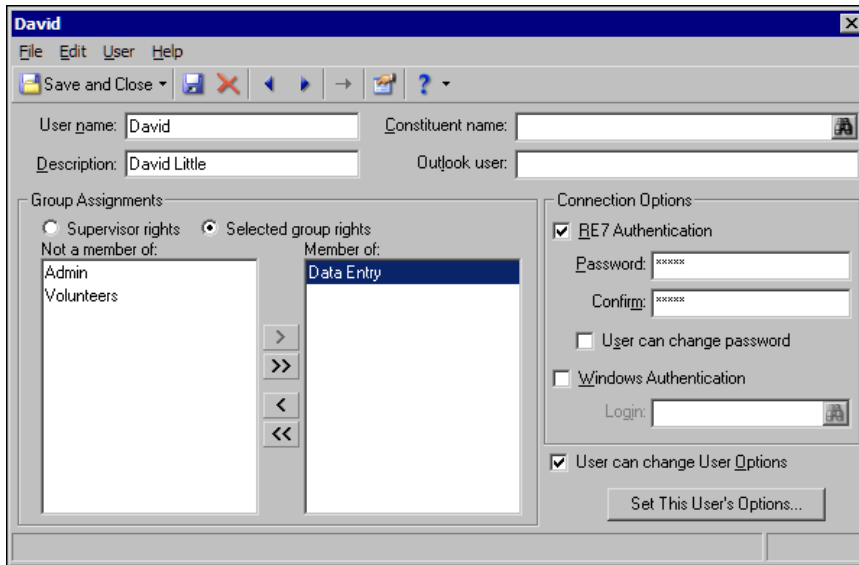 David
File Edit User Help
Save and Close
User name: David
Constituent name:
Description: David Little
Outlook user:
Group Assignments
Supervisor rights Selected group rights
Not a member of: Member of:
Admin
Volunteers
Data Entry
>
>>
<
<<
Connection Options
RE7 Authentication
Password: xxxxx
Confirm: xxxxx
User can change password
Windows Authentication
Login:
User can change User Options
Set This User's Options...